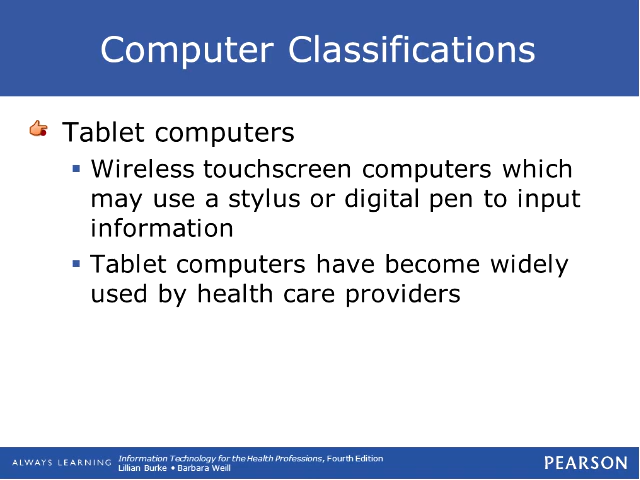 Computer Classifications
Tablet computers
▪ Wireless touchscreen computers which
may use a stylus or digital pen to input
information
▪ Tablet computers have become widely
used by health care providers
ALWAYS LEARNING
Information Technology for the Health Professions, Fourth Edition
Lillian Burke • Barbara Weill
PEARSON